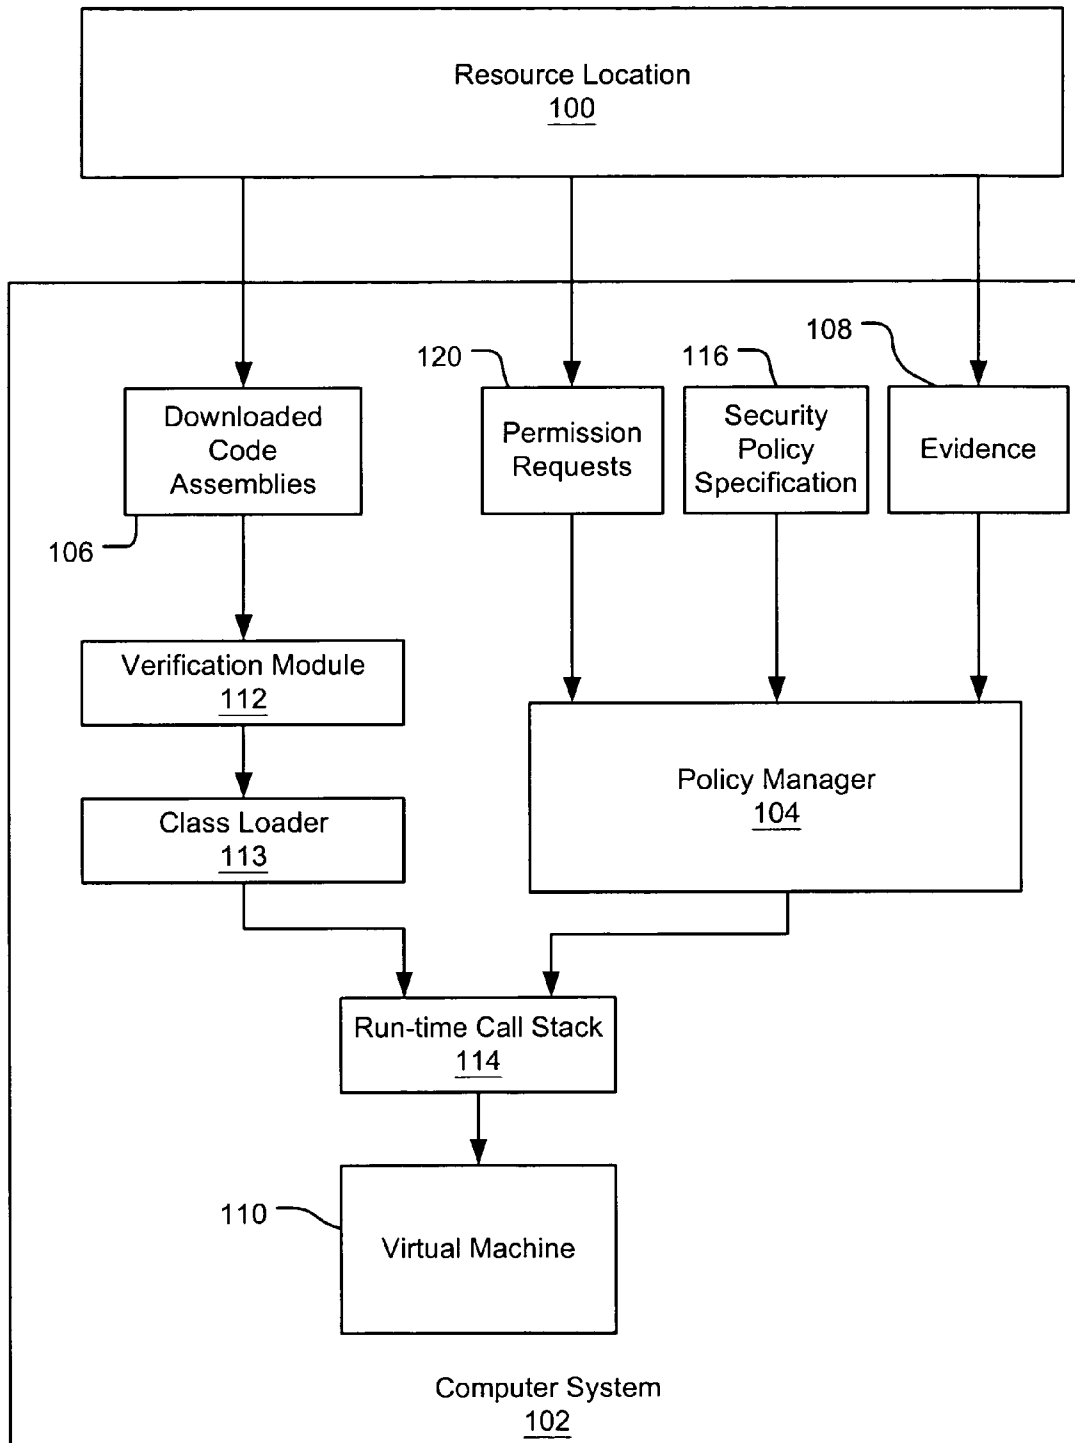 Resource Location
100
108
120
116
Downloaded
Code
Assemblies
Permission
Requests
Security
Policy
Specification
Evidence
106
Verification Module
112
Policy Manager
104
Class Loader
113
Run-time Call Stack
114
110
Virtual Machine
Computer System
102